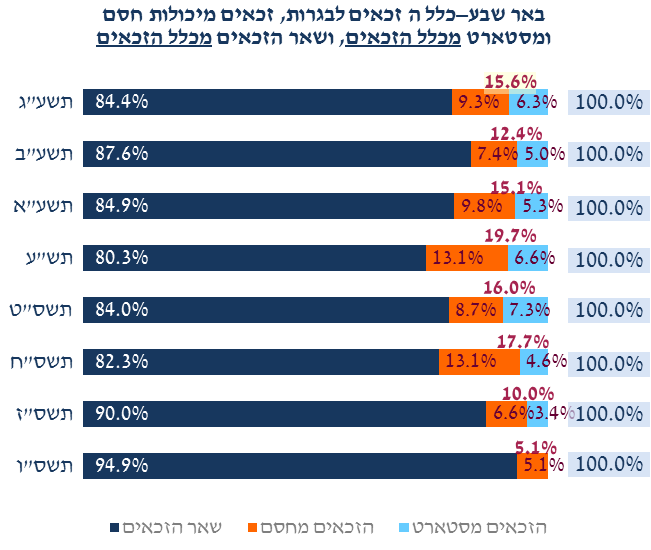 באר שבע–כלל ה זכאים לבגרות, זכאים מיכולות חסם
ומסטארט מכלל הזכאים, ושאר הזכאים מכלל הזכאים
15.6%
תשע״ג 84.4% 9.3% 6.3% 100.0%
12.4%
תשע״ב 87.6% 7.4% 5.0% 100.0%
15.1%
תשע״א 84.9% 9.8% 5.3% 100.0%
19.7%
תש״ע 80.3% 13.1% 6.6% 100.0%
16.0%
תשס״ט 84.0% 8.7% 7.3% 100.0%
17.7%
תשס״ח 82.3% 13.1% 4.6% 100.0%
10.0%
תשס״ז 90.0% 6.6% 3.4% 100.0%
5.1%
תשס״ו 94.9% 5.1% 100.0%
שאר הזכאים הזכאים מחסם הזכאים מסטארט